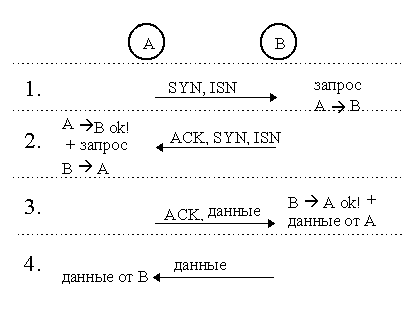 A B
1. SYN, ISN запрос
A → B
2. A → B ok! ACK, SYN, ISN
+ запрос
B → A
3. ACK, данные B → A ok! +
данные от A
4. данные
данные от B